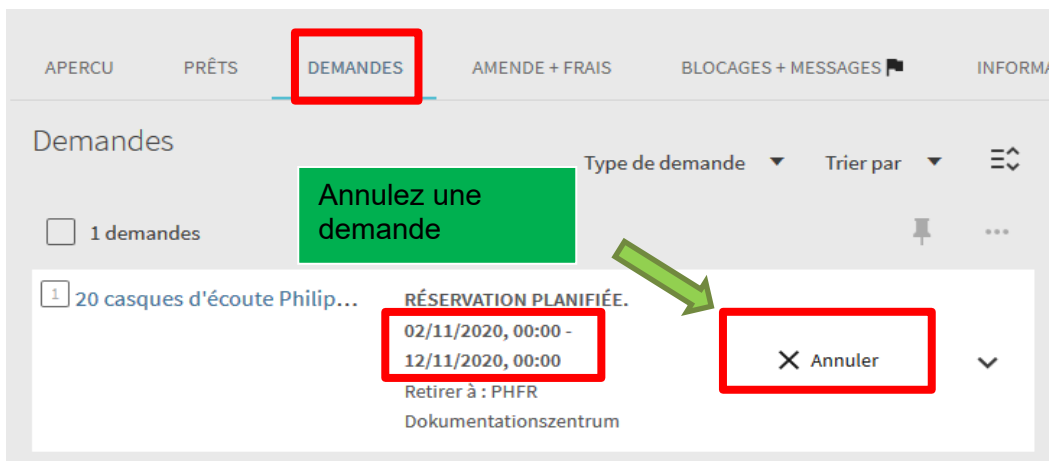 APERCU PRÊTS DEMANDES AMENDE + FRAIS BLOCAGES + MESSAGES INFORMA
Demandes
Type de demande Trier par
Annulez une
demande
1 demandes
1 20 casques d'écoute Philip... RÉSERVATION PLANIFIÉE.
02/11/2020, 00:00 -
12/11/2020, 00:00
Annuler
Retirer à : PHFR
Dokumentationszentrum